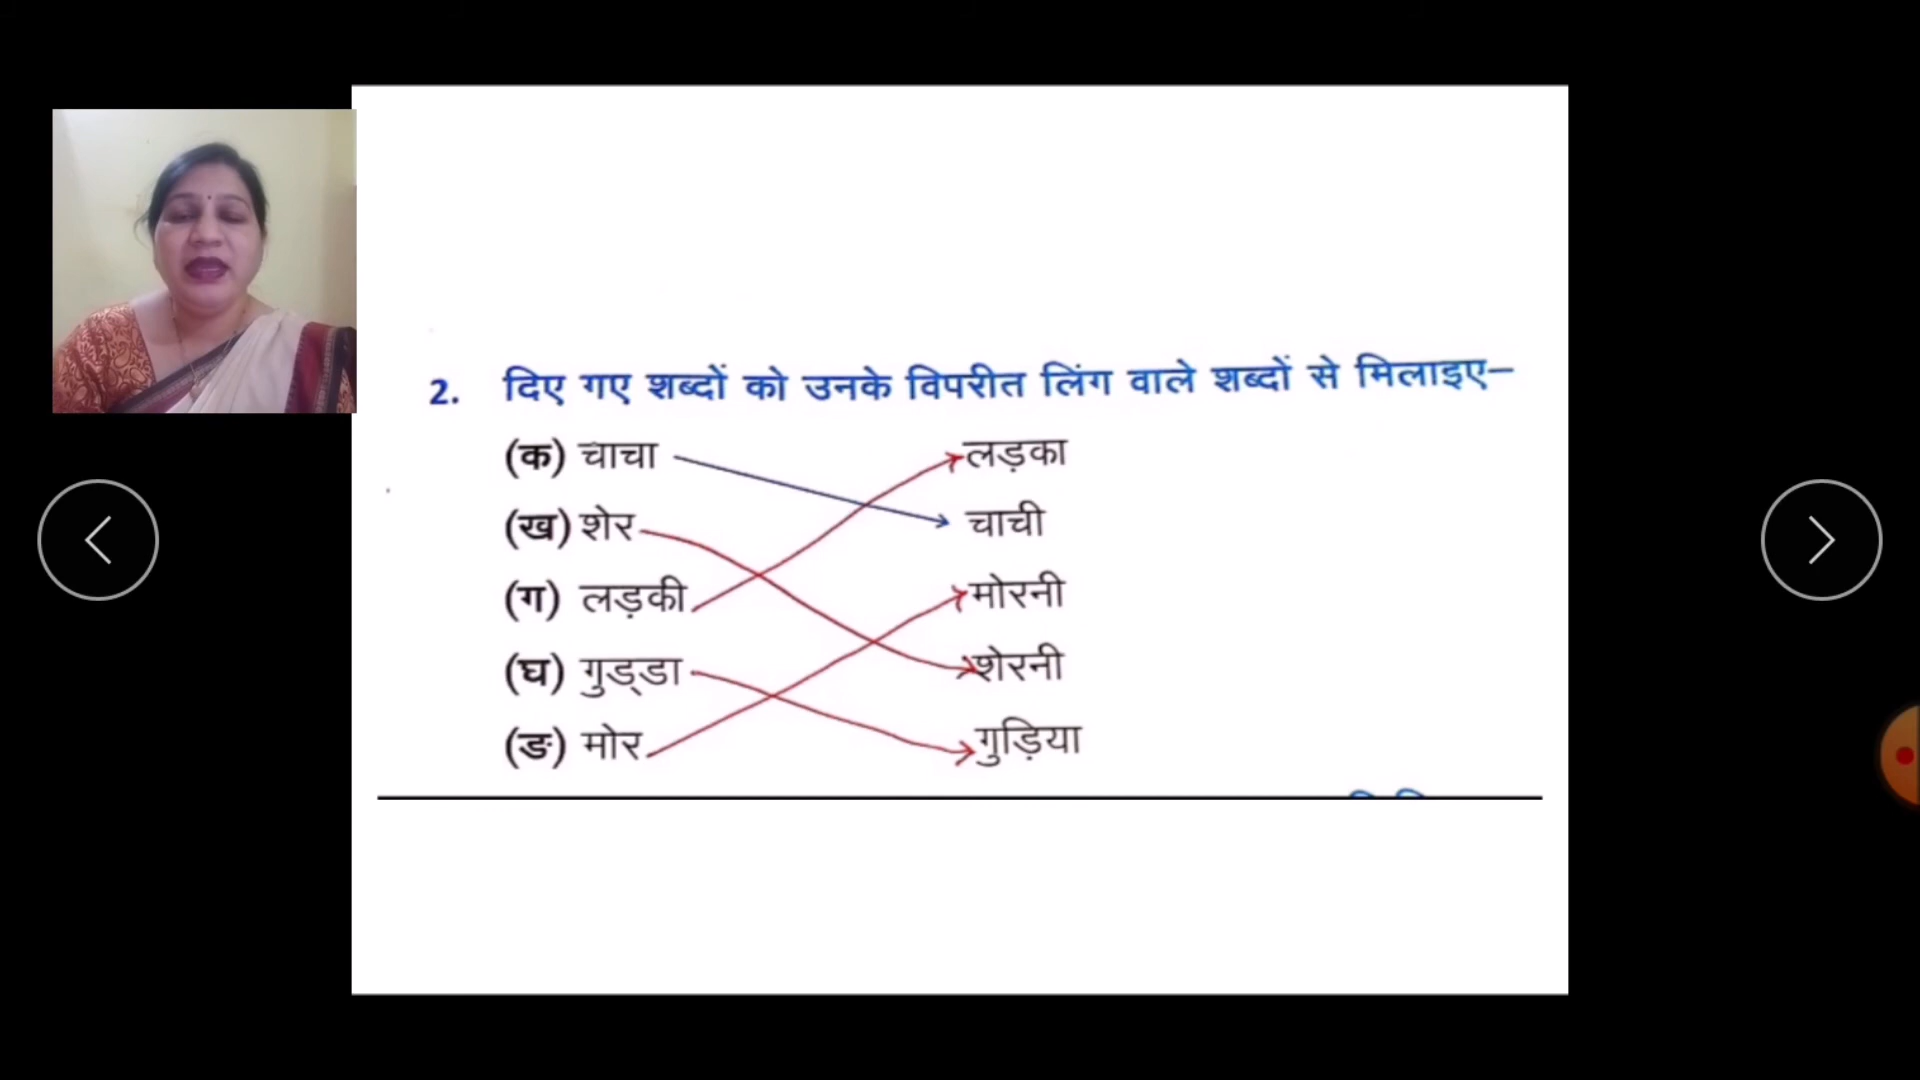 2. दिए गए शब्दों को उनके विपरीत लिंग वाले शब्दों से मिलाइए–
(क) चाचा लड़का
(ख) शेर चाची
(ग) लड़की मोरनी
(घ) गुड्डा शेरनी
(ङ) मोर गुड़िया